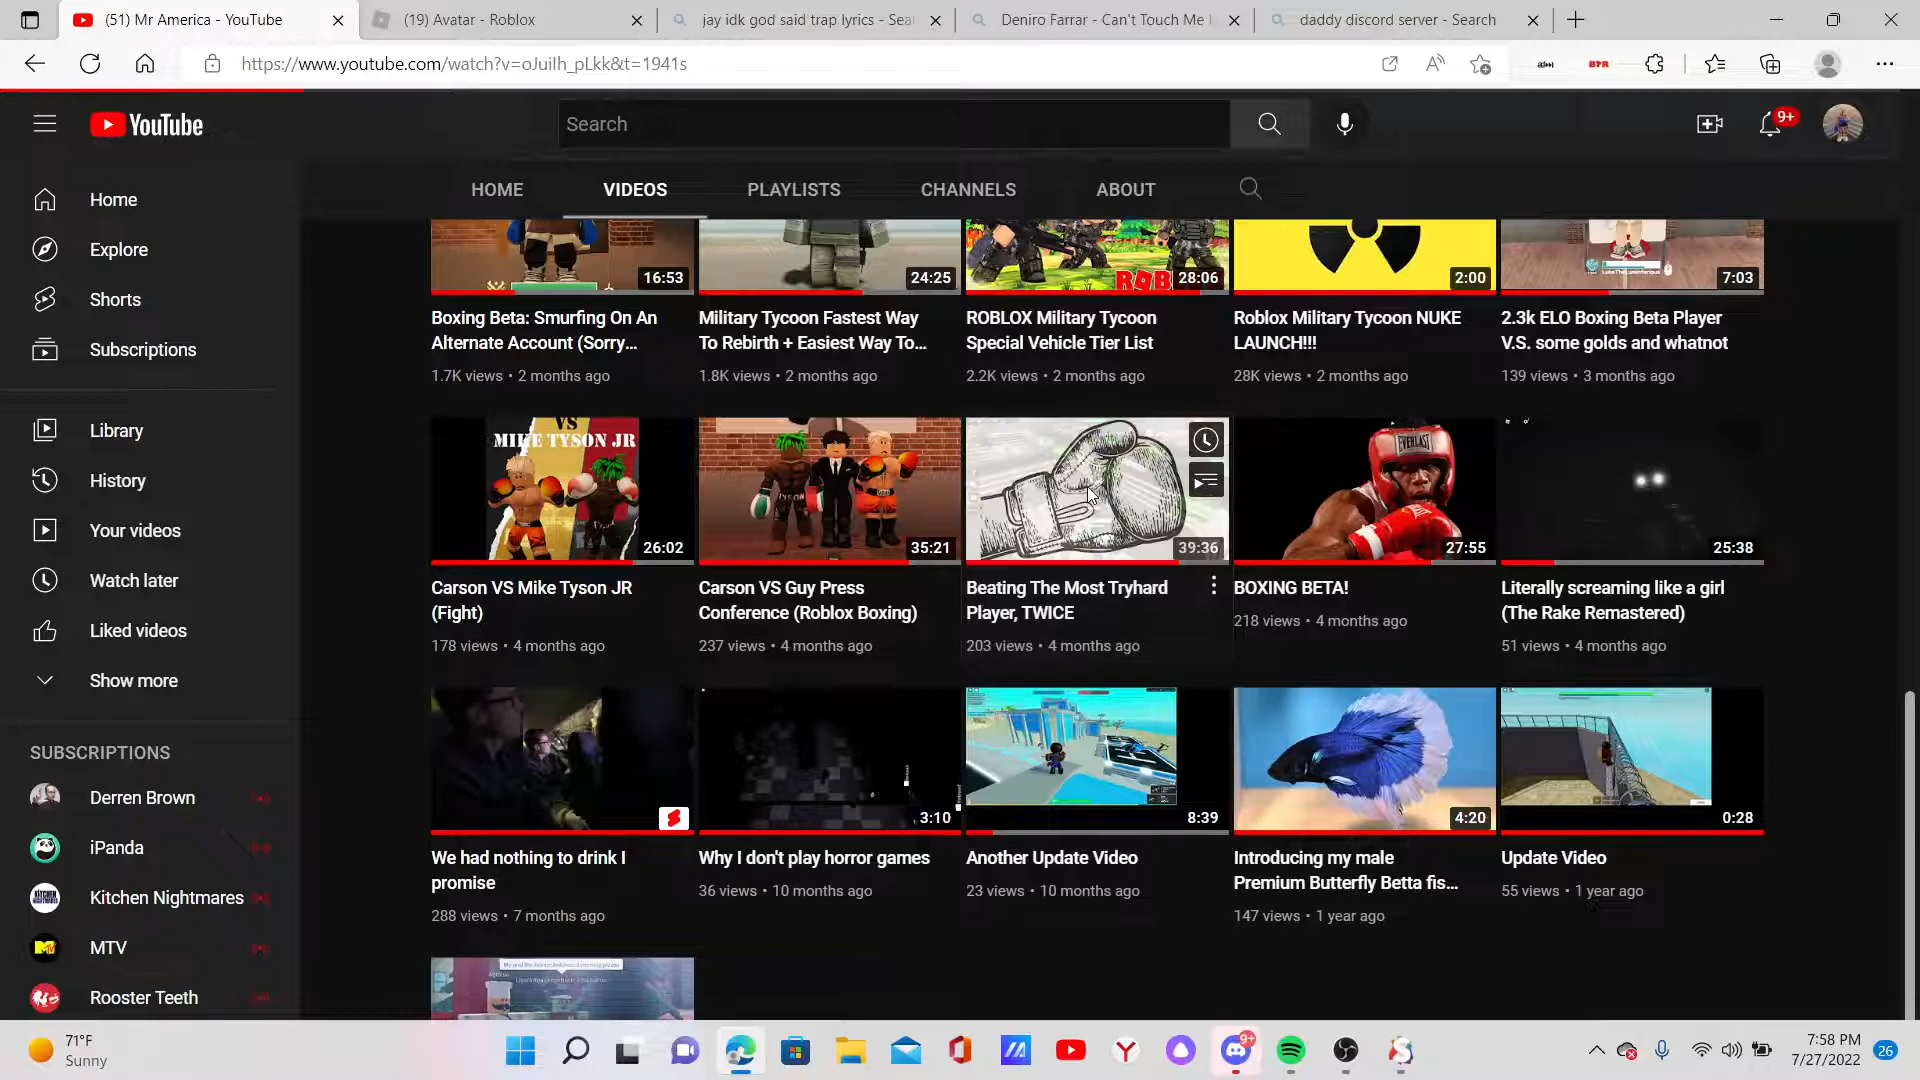 (51) Mr America - YouTube
(19) Avatar - Roblox
jay idk god said trap lyrics - Sea
Deniro Farrar - Can't Touch Me
daddy discord server - Search
https://www.youtube.com/watch?v=oJuiIh_pLkk&t=1941s
YouTube
Search
9+
HOME
VIDEOS
PLAYLISTS
CHANNELS
ABOUT
Home
Explore
Shorts
Subscriptions
Library
History
Your videos
Watch later
Liked videos
Show more
SUBSCRIPTIONS
Derren Brown
iPanda
Kitchen Nightmares
MTV
Rooster Teeth
16:53
24:25
ROB
28:06
2:00
7:03
Boxing Beta: Smurfing On An
Alternate Account (Sorry...
1.7K views • 2 months ago
Military Tycoon Fastest Way
To Rebirth + Easiest Way To...
1.8K views • 2 months ago
ROBLOX Military Tycoon
Special Vehicle Tier List
2.2K views • 2 months ago
Roblox Military Tycoon NUKE
LAUNCH!!!
28K views • 2 months ago
2.3k ELO Boxing Beta Player
V.S. some golds and whatnot
139 views • 3 months ago
VS
MIKE TYSON JR
26:02
TYSON
35:21
39:36
EVERLAST
27:55
25:38
Carson VS Mike Tyson JR
(Fight)
178 views • 4 months ago
Carson VS Guy Press
Conference (Roblox Boxing)
237 views • 4 months ago
Beating The Most Tryhard
Player, TWICE
203 views • 4 months ago
BOXING BETA!
218 views • 4 months ago
Literally screaming like a girl
(The Rake Remastered)
51 views • 4 months ago
3:10
8:39
4:20
0:28
We had nothing to drink I
promise
288 views • 7 months ago
Why I don't play horror games
36 views • 10 months ago
Another Update Video
23 views • 10 months ago
Introducing my male
Premium Butterfly Betta fis...
147 views • 1 year ago
Update Video
55 views • 1 year ago
71°F
Sunny
9+
7:58 PM
7/27/2022
26